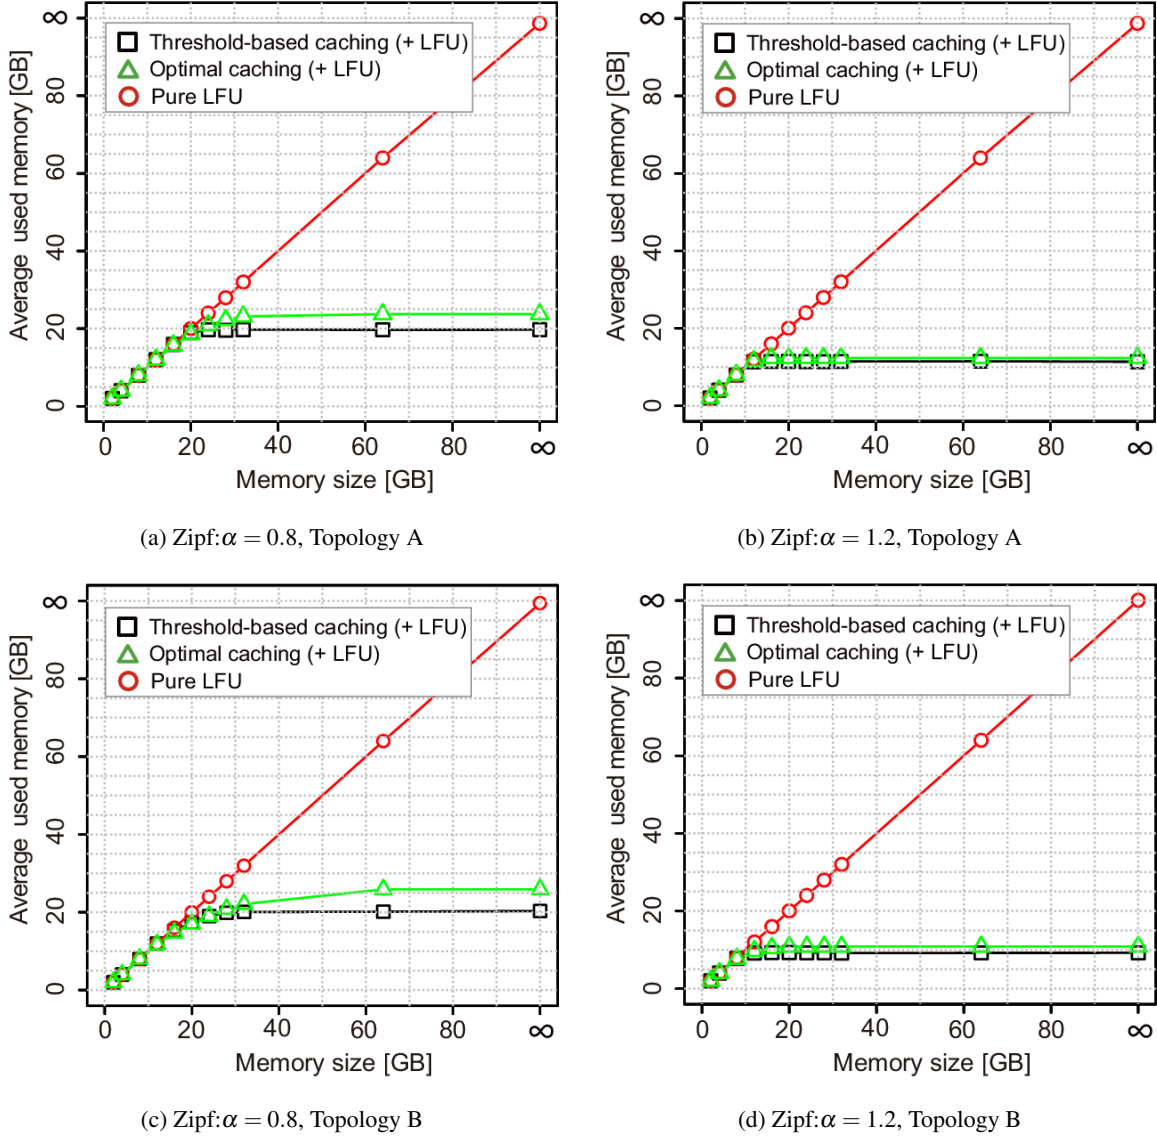 Average used memory [GB]
∞
80
60
40
20
0
Threshold-based caching (+ LFU)
Optimal caching (+ LFU)
Pure LFU
0 20 40 60 80 ∞
Memory size [GB]
(a) Zipf:α = 0.8, Topology A
Average used memory [GB]
∞
80
60
40
20
0
Threshold-based caching (+ LFU)
Optimal caching (+ LFU)
Pure LFU
0 20 40 60 80 ∞
Memory size [GB]
(b) Zipf:α = 1.2, Topology A
Average used memory [GB]
∞
80
60
40
20
0
Threshold-based caching (+ LFU)
Optimal caching (+ LFU)
Pure LFU
0 20 40 60 80 ∞
Memory size [GB]
(c) Zipf:α = 0.8, Topology B
Average used memory [GB]
∞
80
60
40
20
0
Threshold-based caching (+ LFU)
Optimal caching (+ LFU)
Pure LFU
0 20 40 60 80 ∞
Memory size [GB]
(d) Zipf:α = 1.2, Topology B